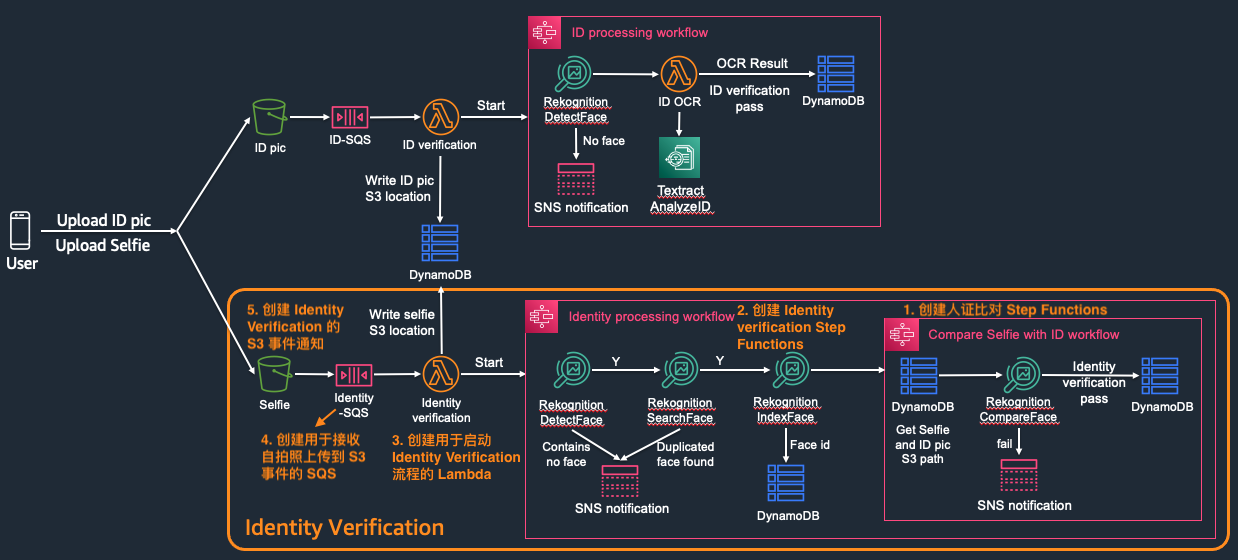 ID processing workflow
Rekognition
DetectFace
ID OCR
OCR Result
ID verification
pass
DynamoDB
No face
SNS notification
Textract
AnalyzeID
Start
ID pic
ID-SQS
ID verification
Write ID pic
S3 location
DynamoDB
User
Upload ID pic
Upload Selfie
5. 创建 Identity
Verification 的
S3 事件通知
Write selfie
S3 location
Selfie
Identity
-SQS
Identity
verification
Start
4. 创建用于接收
自拍照上传到 S3
事件的 SQS
3. 创建用于启动
Identity Verification
流程的 Lambda
Identity Verification
Identity processing workflow
2. 创建 Identity
verification Step
Functions
Rekognition
DetectFace
Y
Rekognition
SearchFace
Y
Rekognition
IndexFace
Contains
no face
Duplicated
face found
SNS notification
Face id
DynamoDB
1. 创建人证比对 Step Functions
Compare Selfie with ID workflow
DynamoDB
Get Selfie
and ID pic
S3 path
Rekognition
CompareFace
Identity
verification
pass
DynamoDB
fail
SNS notification